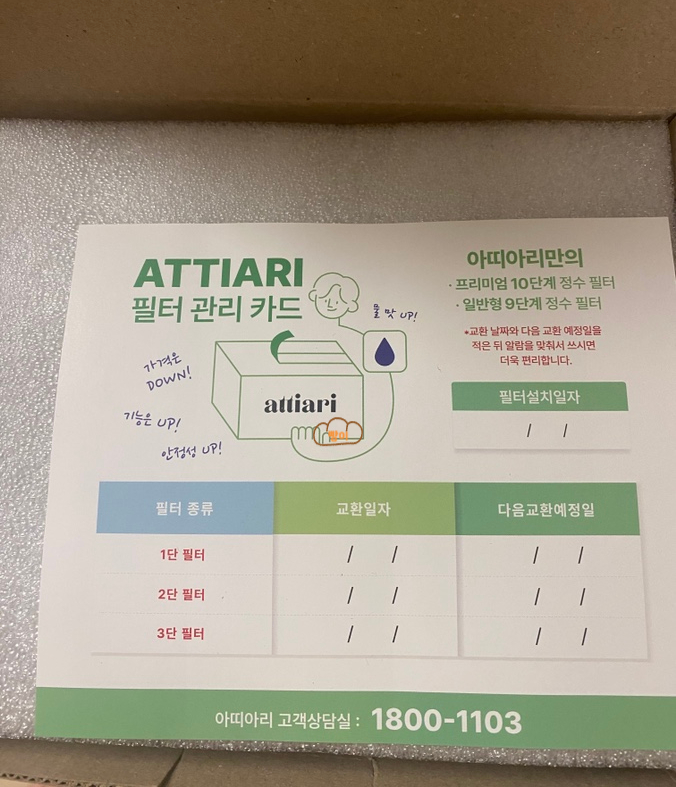 ATTIARI
필터 관리 카드
물 맛 UP!
가격은
DOWN!
기능은 UP!
안정성 UP!
attiari
아띠아리만의
· 프리미엄 10단계 정수 필터
· 일반형 9단계 정수 필터
*교환 날짜와 다음 교환 예정일을
적은 뒤 알람을 맞춰서 쓰시면
더욱 편리합니다.
필터설치일자
/ /
필터 종류 교환일자 다음교환예정일
1단 필터 / / / /
2단 필터 / / / /
3단 필터 / / / /
아띠아리 고객상담실 : 1800-1103